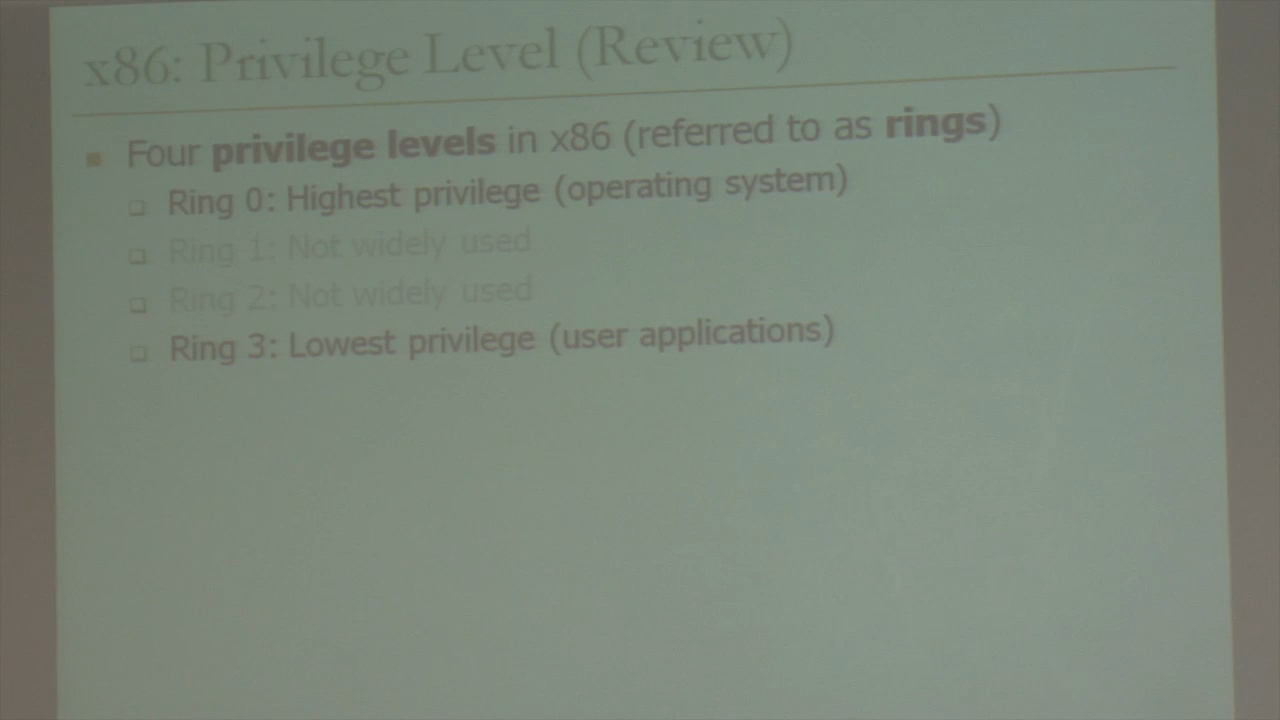 x86: Privilege Level (Review)
Four privilege levels in x86 (referred to as rings)
Ring 0: Highest privilege (operating system)
Ring 1: Not widely used
Ring 2: Not widely used
Ring 3: Lowest privilege (user applications)